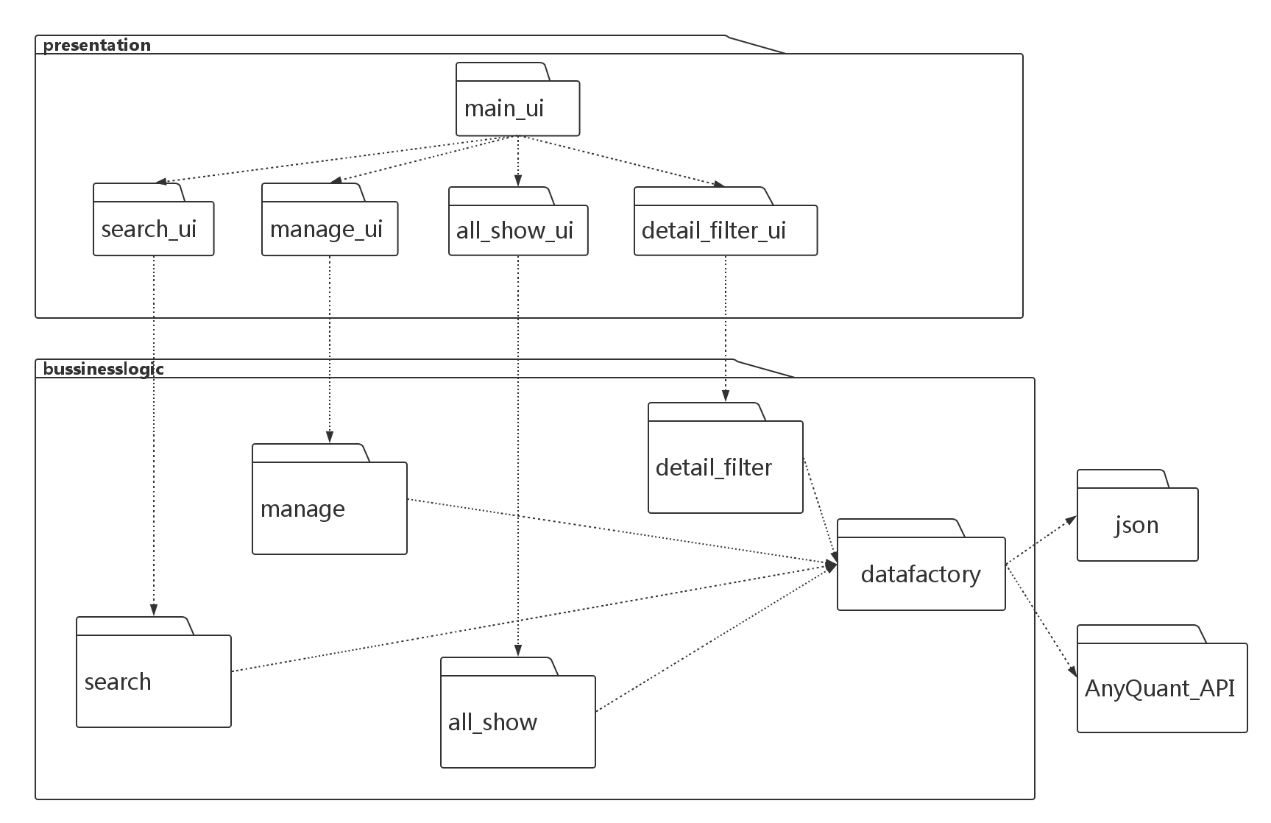 presentation
main_ui
search_ui
manage_ui
all_show_ui
detail_filter_ui
bussinesslogic
detail_filter
manage
json
datafactory
search
AnyQuant_API
all_show